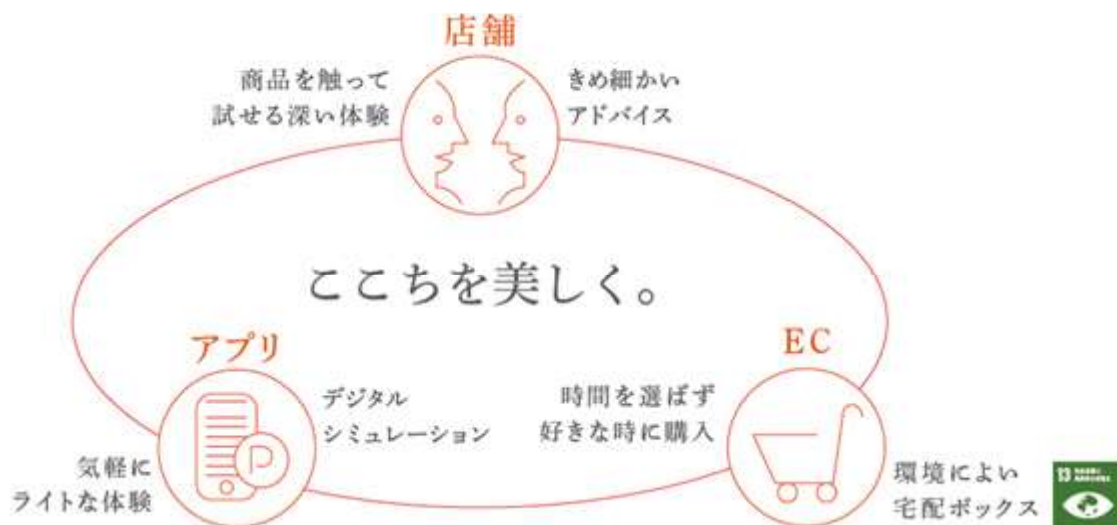 店舗
商品を触って
試せる深い体験
きめ細かい
アドバイス
ここちを美しく。
アプリ
デジタル
シミュレーション
気軽に
ライトな体験
P
EC
時間を選ばず
好きな時に購入
環境によい
宅配ボックス
13